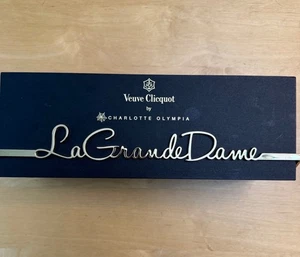 Veuve Clicquot
by
CHARLOTTE OLYMPIA
LaGrandeDame